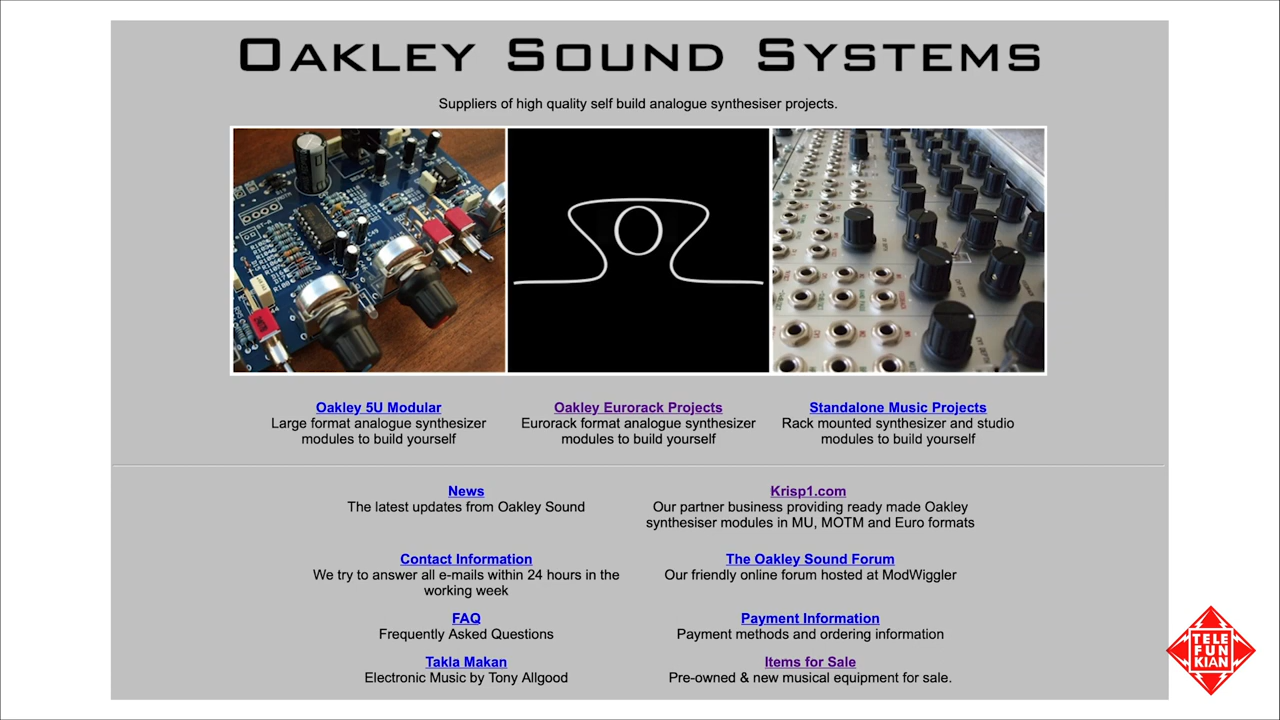 OAKLEY SOUND SYSTEMS
Suppliers of high quality self build analogue synthesiser projects.
Oakley 5U Modular
Large format analogue synthesizer
modules to build yourself
Oakley Eurorack Projects
Eurorack format analogue synthesizer
modules to build yourself
Standalone Music Projects
Rack mounted synthesizer and studio
modules to build yourself
News
The latest updates from Oakley Sound
Krisp1.com
Our partner business providing ready made Oakley
synthesiser modules in MU, MOTM and Euro formats
Contact Information
We try to answer all e-mails within 24 hours in the
working week
The Oakley Sound Forum
Our friendly online forum hosted at ModWiggler
FAQ
Frequently Asked Questions
Payment Information
Payment methods and ordering information
Takla Makan
Electronic Music by Tony Allgood
Items for Sale
Pre-owned & new musical equipment for sale.
TELE
FUN
KIAN